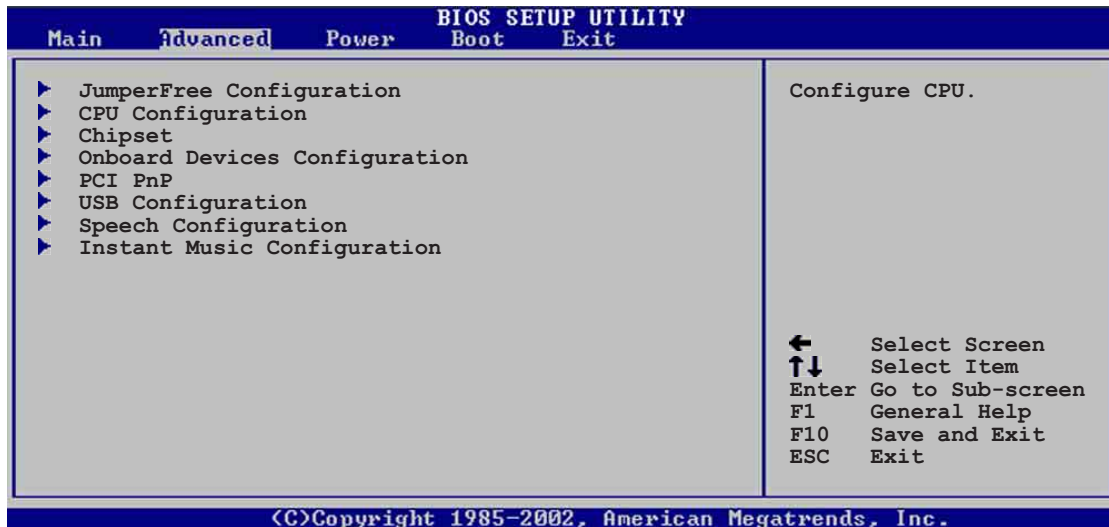 BIOS SETUP UTILITY
Main Advanced Power Boot Exit
JumperFree Configuration
CPU Configuration
Chipset
Onboard Devices Configuration
PCI PnP
USB Configuration
Speech Configuration
Instant Music Configuration
Configure CPU.
← Select Screen
↑↓ Select Item
Enter Go to Sub-screen
F1 General Help
F10 Save and Exit
ESC Exit
(C)Copyright 1985-2002, American Megatrends, Inc.